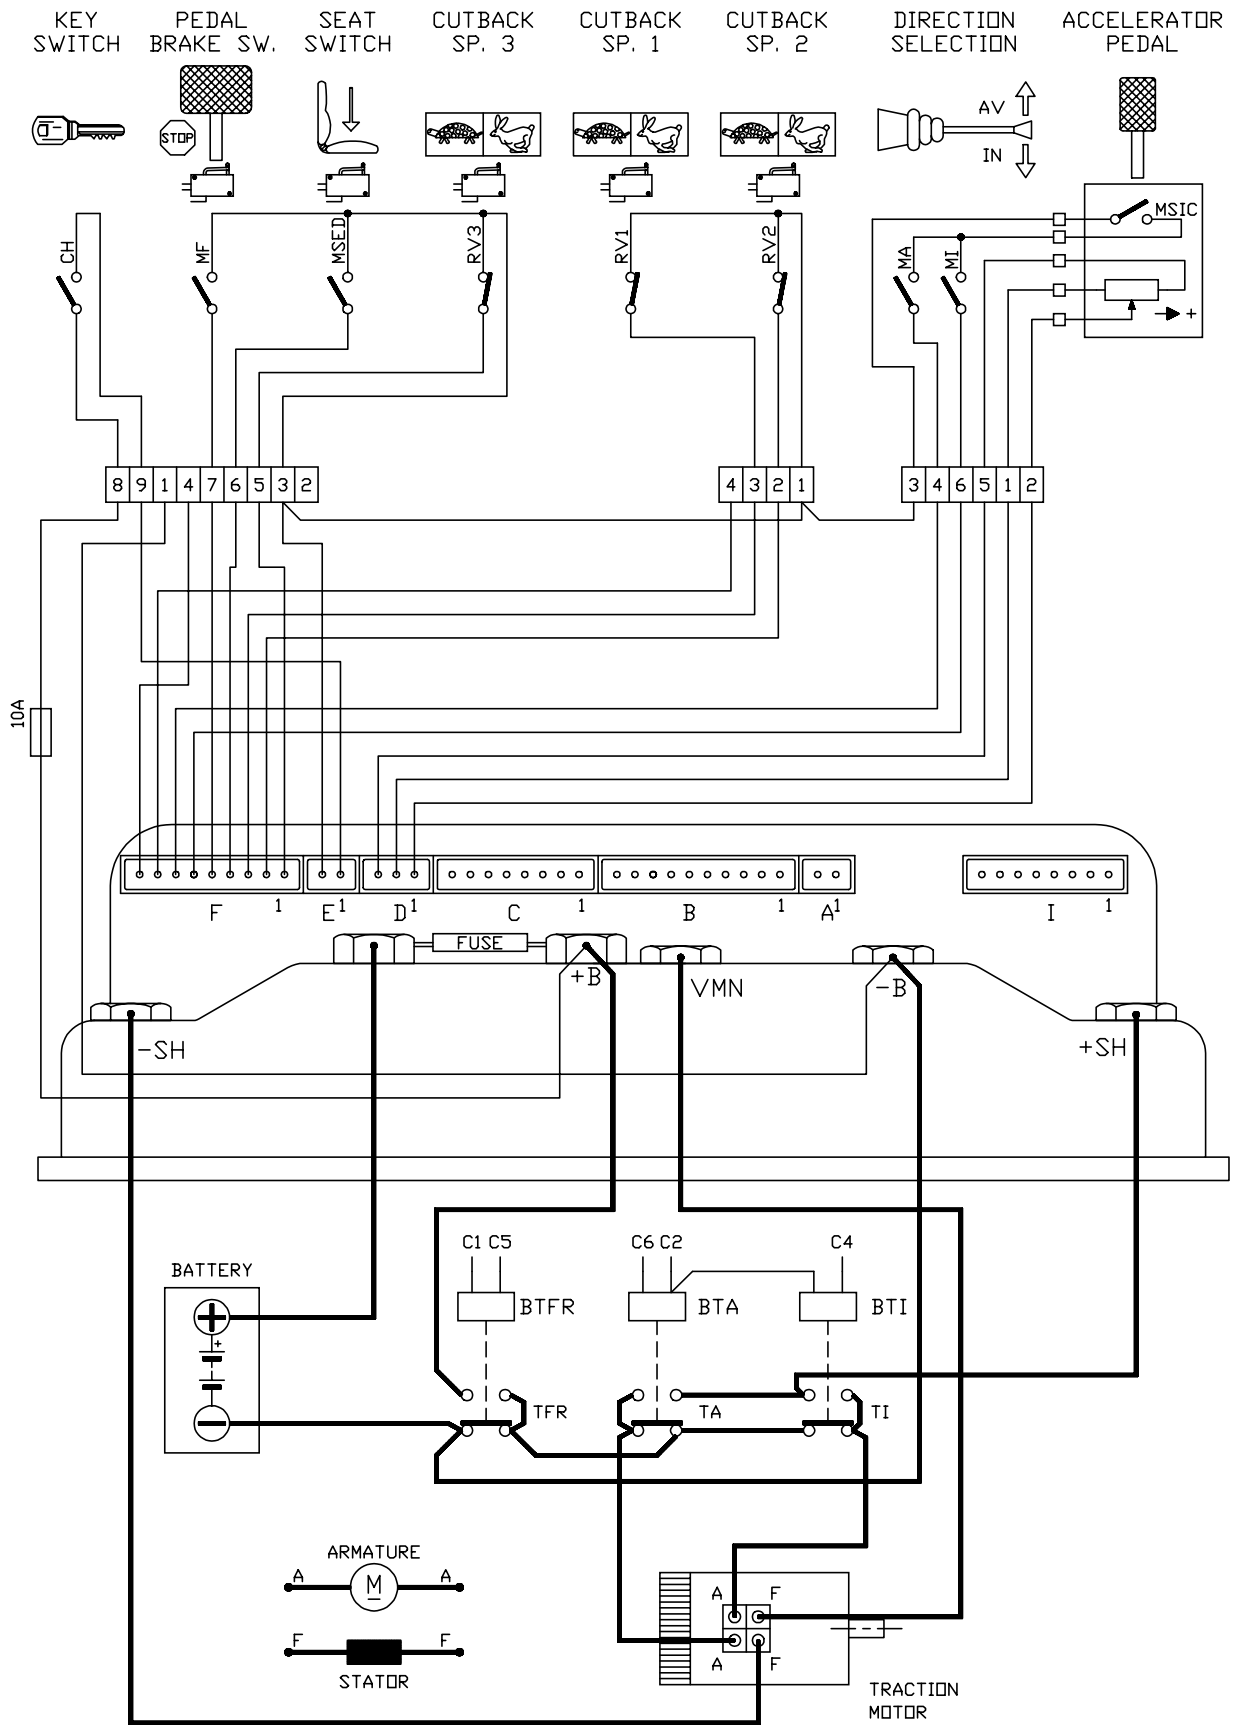 KEY SWITCH
PEDAL BRAKE SW.
SEAT SWITCH
CUTBACK SP. 3
CUTBACK SP. 1
CUTBACK SP. 2
DIRECTION SELECTION
ACCELERATOR PEDAL
STOP
AV
IN
MSIC
CH
MF
MSED
RV3
RV1
RV2
MA
MI
+
8 9 1 4 7 6 5 3 2
4 3 2 1
3 4 6 5 1 2
10A
F 1
E 1
D 1
C 1
B 1
A 1
I 1
FUSE
+B
VMN
-B
-SH
+SH
C1 C5
C6 C2
C4
BATTERY
BTFR
BTA
BTI
+
TFR
TA
TI
ARMATURE
A M A
F F
STATOR
A F
A F
TRACTION
MOTOR